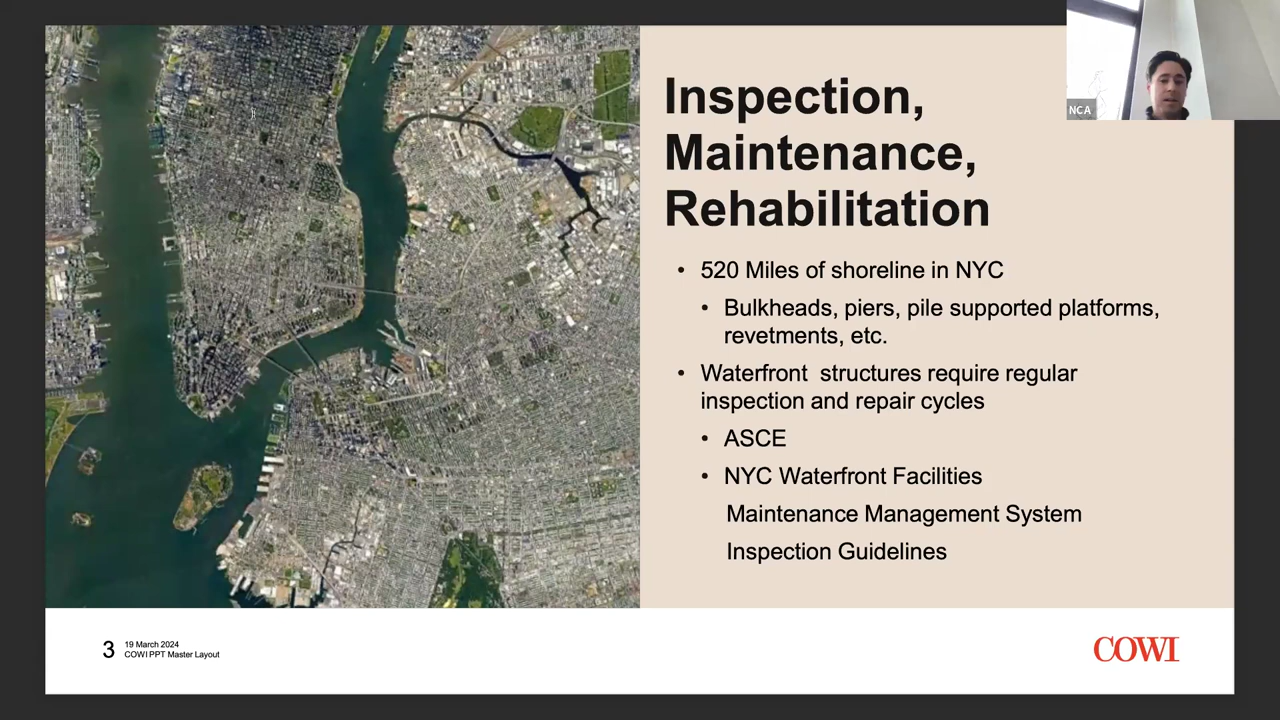 Inspection,
Maintenance,
Rehabilitation
NCA
• 520 Miles of shoreline in NYC
• Bulkheads, piers, pile supported platforms,
revetments, etc.
• Waterfront structures require regular
inspection and repair cycles
• ASCE
• NYC Waterfront Facilities
Maintenance Management System
Inspection Guidelines
3
19 March 2024
COWI PPT Master Layout
COWI